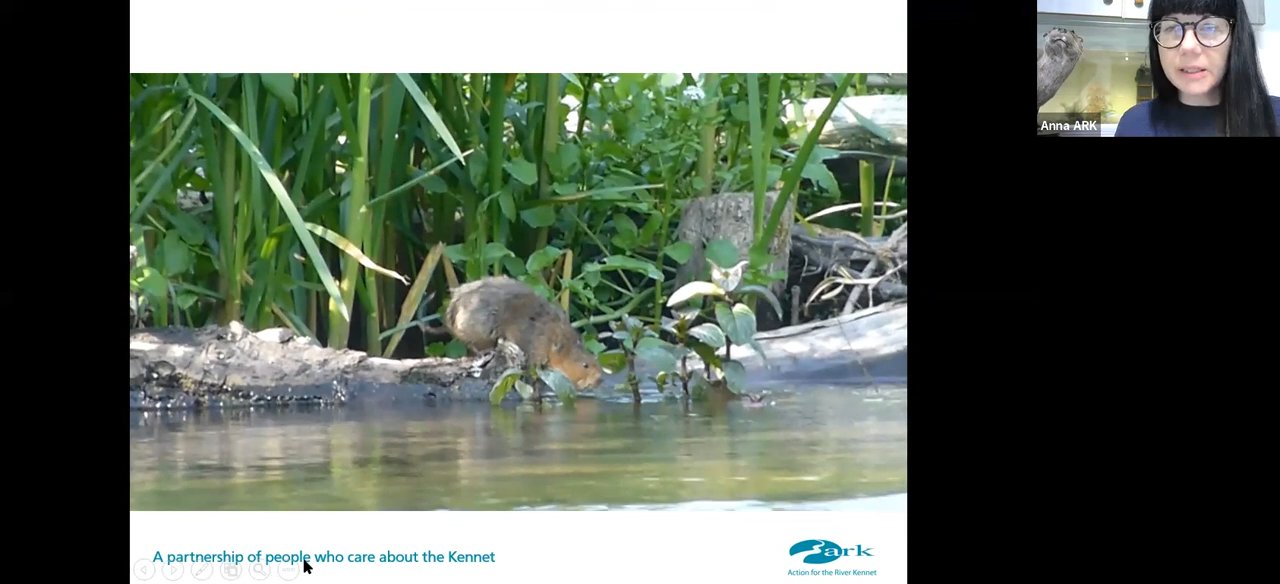 Anna ARK
A partnership of people who care about the Kennet
ark
Action for the River Kennet